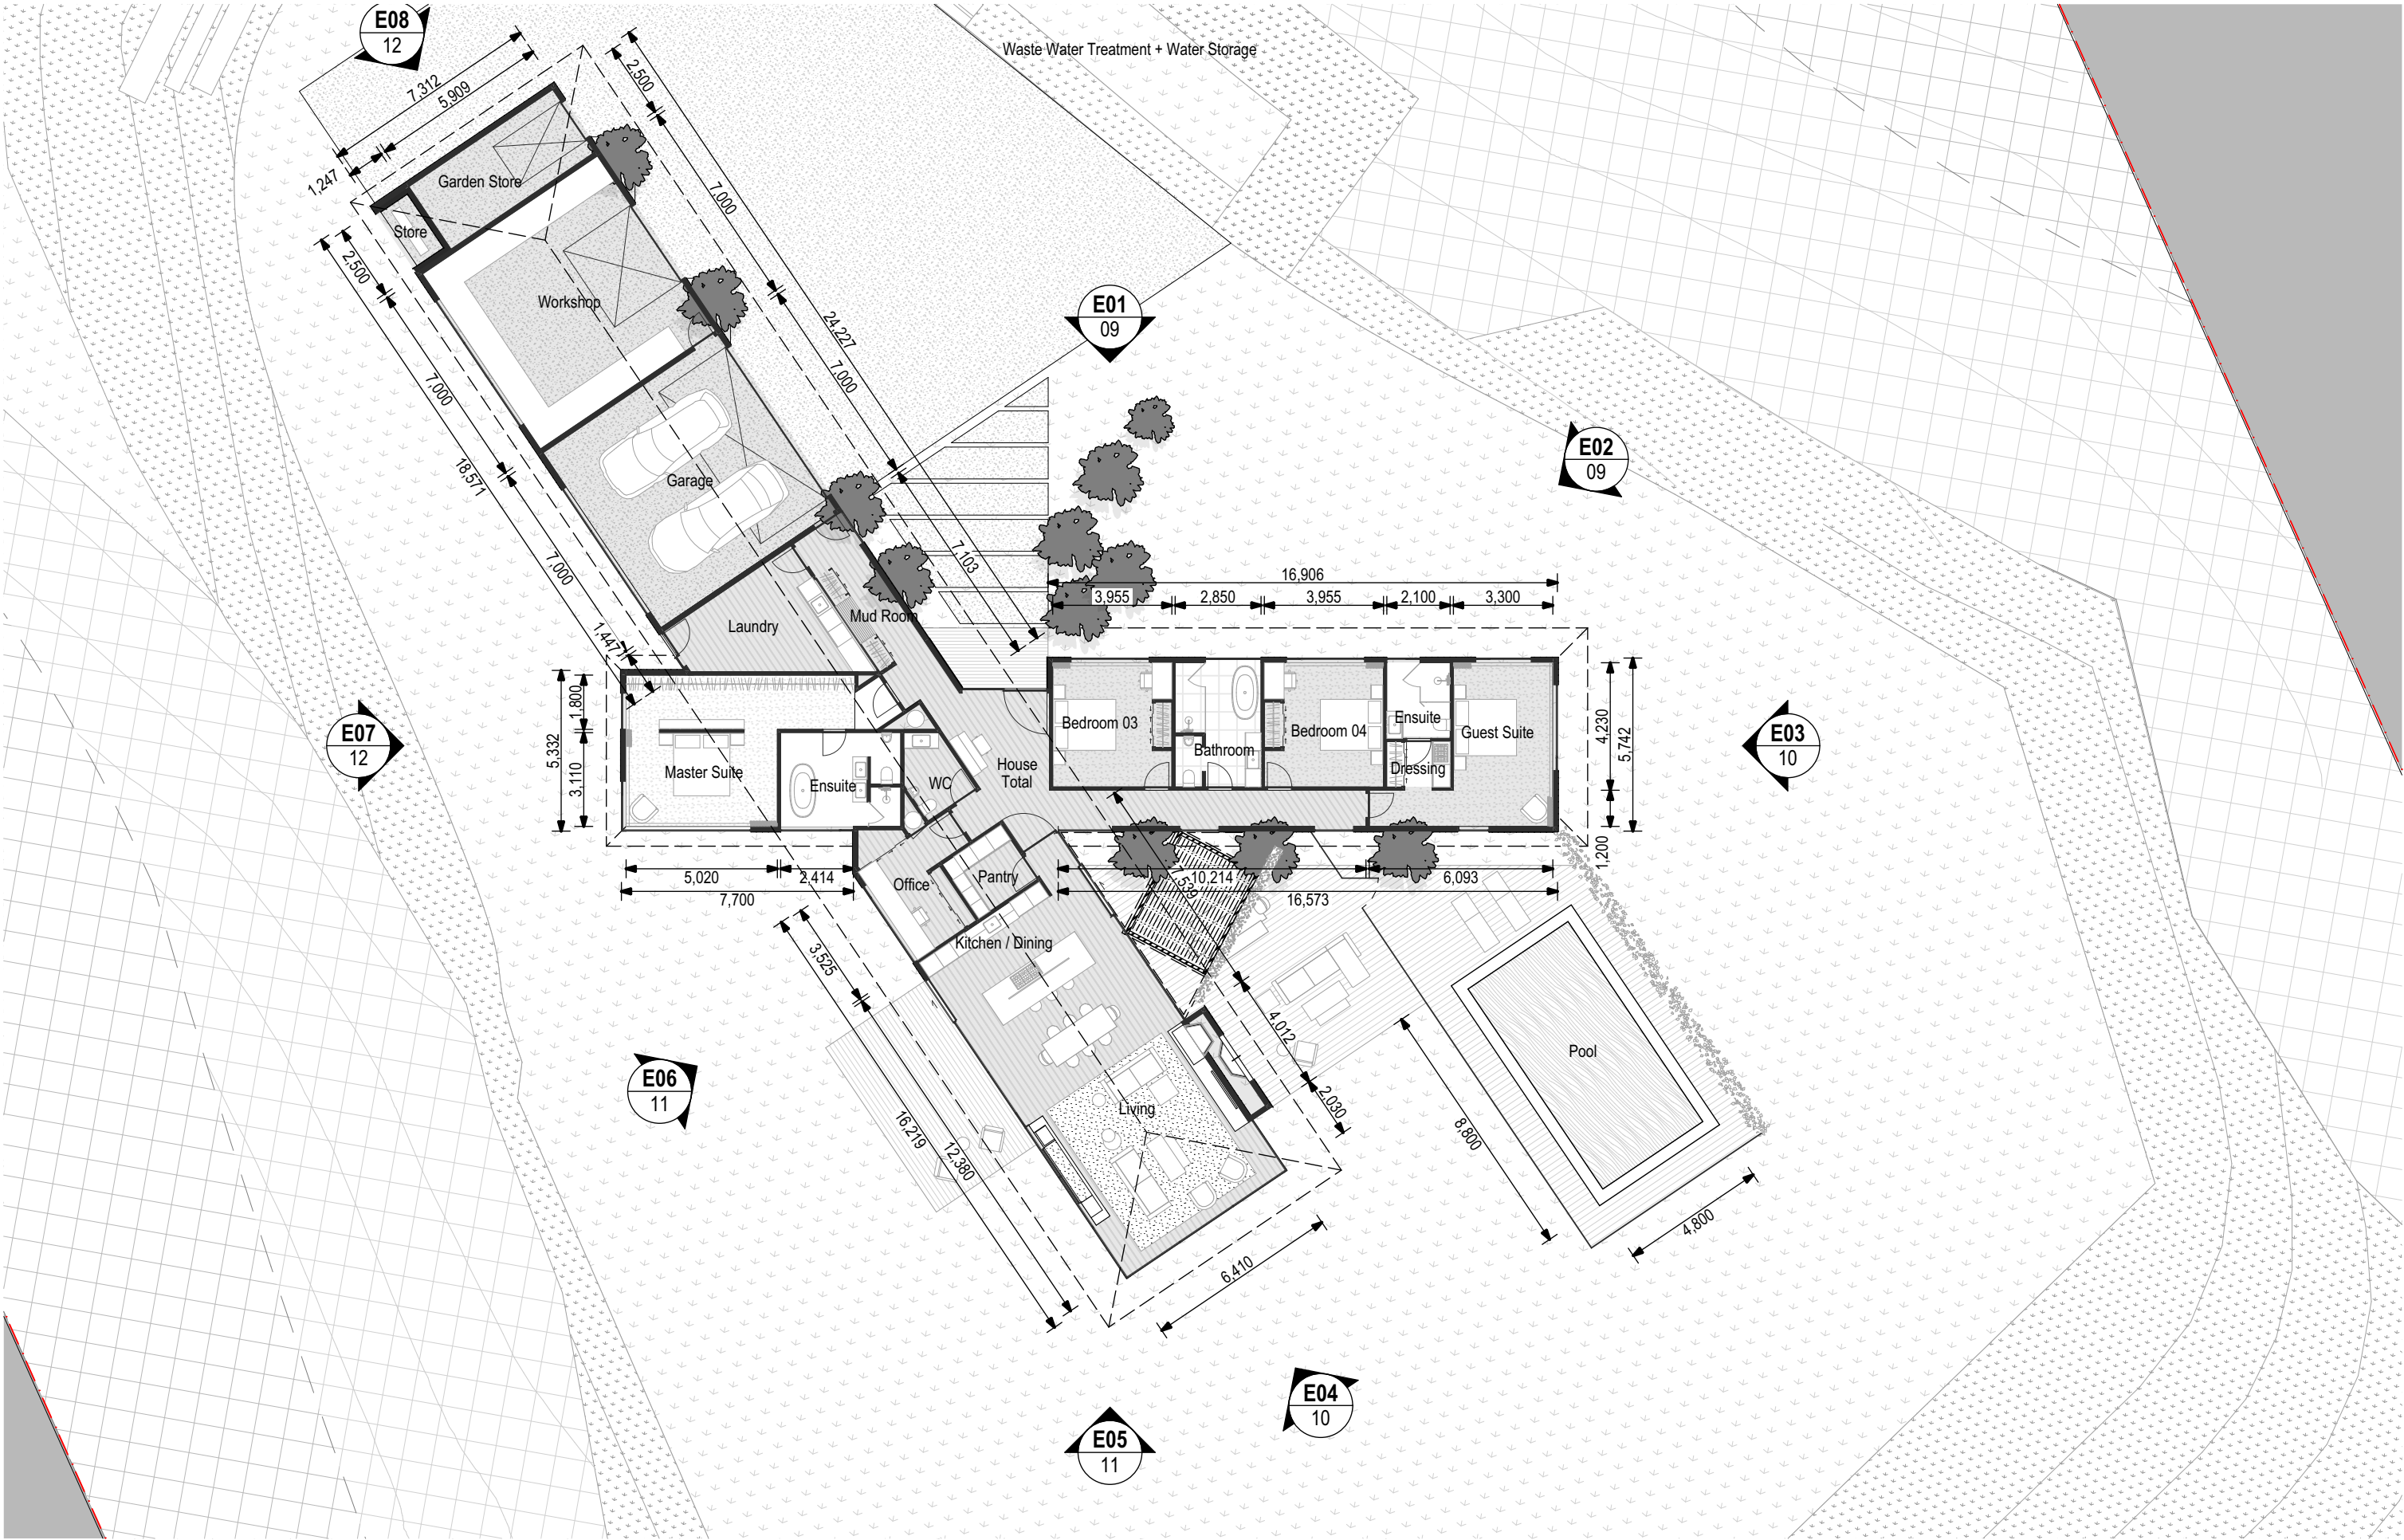 E08
12
Waste Water Treatment + Water Storage
7,312
5,909
2,500
1,247
Garden Store
7,000
Store
2,500
Workshop
E01
09
24,227
7,000
7,000
18,571
E02
09
Garage
7,103
7,000
16,906
3,955
2,850
3,955
2,100
3,300
Mud Room
Laundry
1,447
1,800
5,332
3,110
4,230
5,742
1,200
Bedroom 03
Bathroom
Bedroom 04
Ensuite
Guest Suite
Dressing
E07
12
E03
10
Master Suite
Ensuite
WC
House
Total
5,020
2,414
7,700
Office
Pantry
10,214
6,093
16,573
Kitchen / Dining
3,525
4,012
Pool
E06
11
Living
2,030
16,219
12,380
8,800
4,800
6,410
E04
10
E05
11